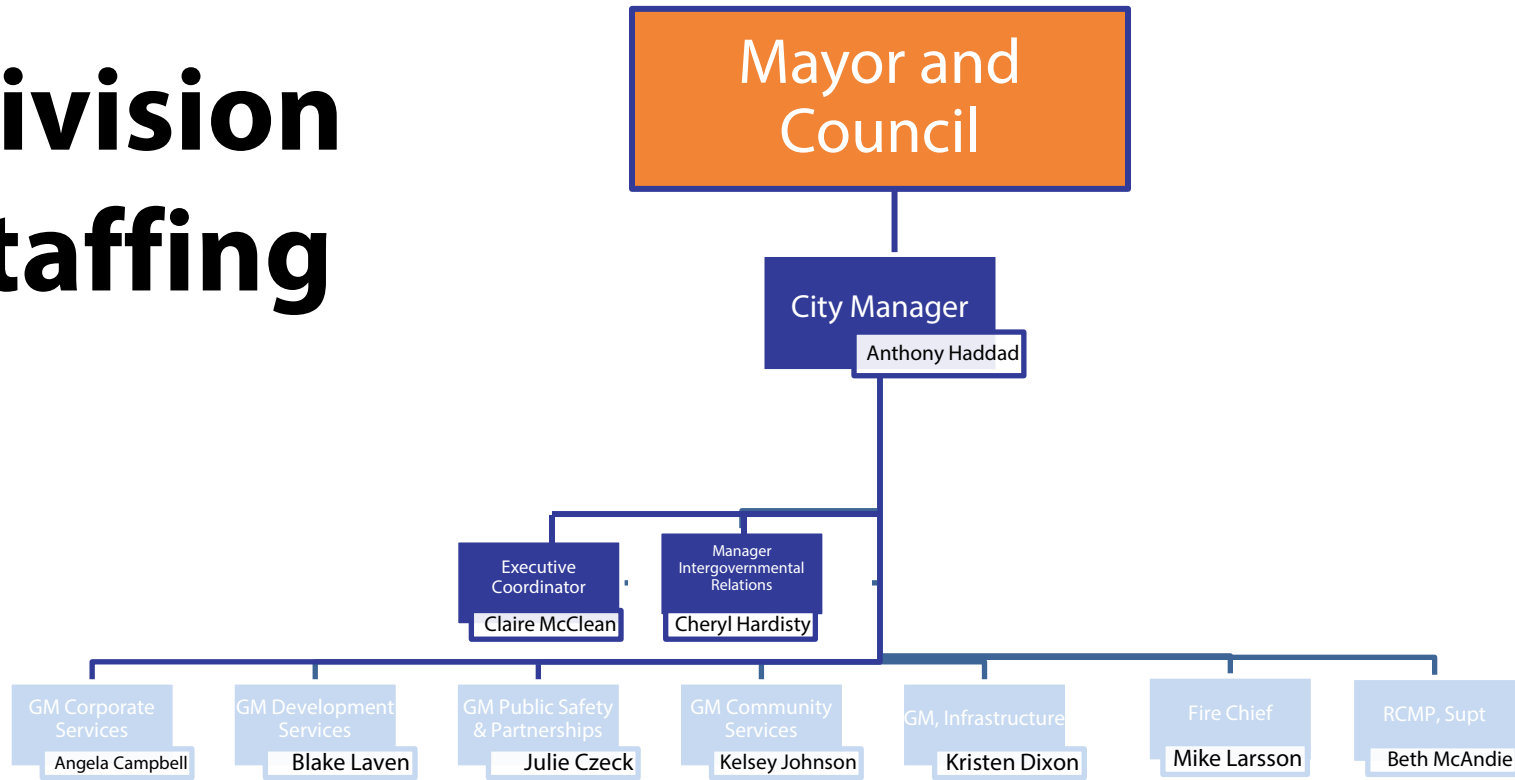 ivision
taffing
Mayor and
Council
City Manager
Anthony Haddad
Executive
Coordinator
Claire McClean
Manager
Intergovernmental
Relations
Cheryl Hardisty
GM Corporate
Services
Angela Campbell
GM Development
Services
Blake Laven
GM Public Safety
& Partnerships
Julie Czeck
GM Community
Services
Kelsey Johnson
GM, Infrastructure
Kristen Dixon
Fire Chief
Mike Larsson
RCMP, Supt
Beth McAndie